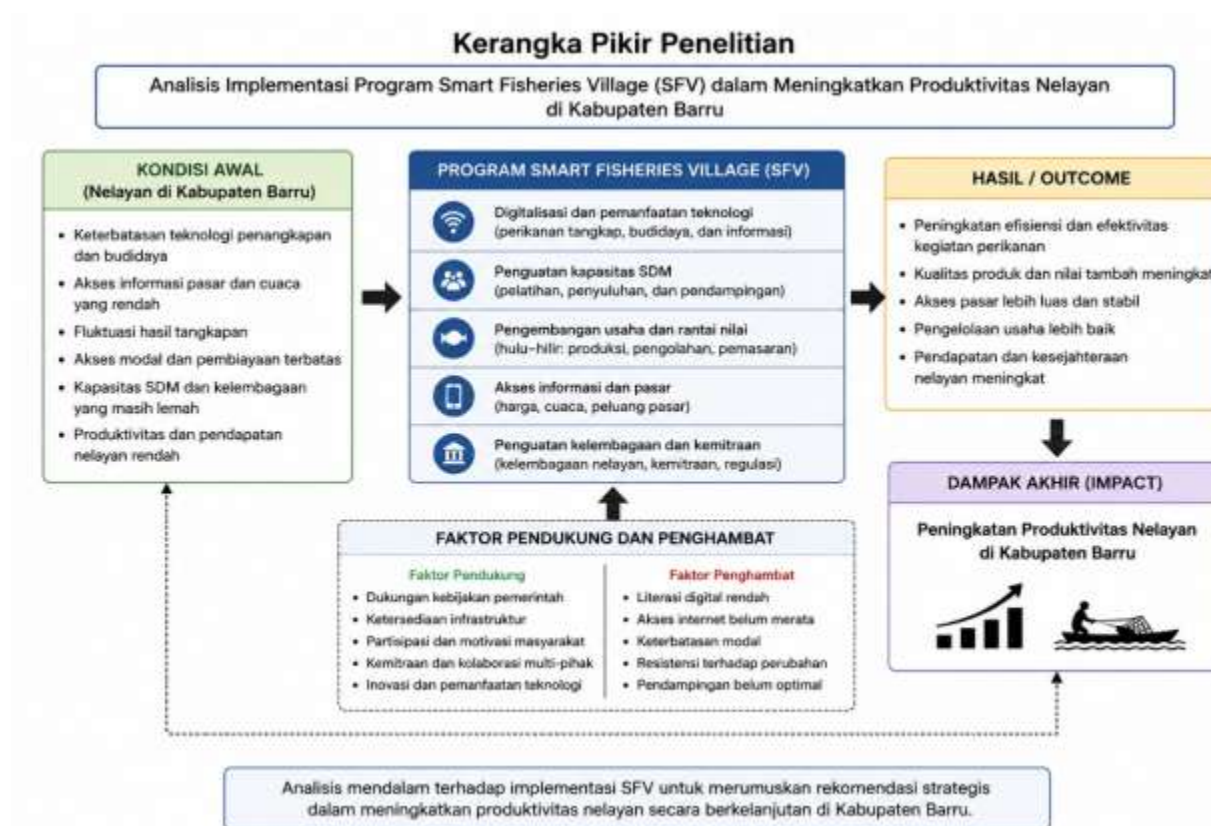 Kerangka Pikir Penelitian
Analisis Implementasi Program Smart Fisheries Village (SFV) dalam Meningkatkan Produktivitas Nelayan
di Kabupaten Barru
KONDISI AWAL
(Nelayan di Kabupaten Barru)
• Keterbatasan teknologi penangkapan
dan budidaya
• Akses informasi pasar dan cuaca
yang rendah
• Fluktuasi hasil tangkapan
• Akses modal dan pembiayaan terbatas
• Kapasitas SDM dan kelembagaan
yang masih lemah
• Produktivitas dan pendapatan
nelayan rendah
PROGRAM SMART FISHERIES VILLAGE (SFV)
Digitalisasi dan pemanfaatan teknologi
(perikanan tangkap, budidaya, dan informasi)
Penguatan kapasitas SDM
(pelatihan, penyuluhan, dan pendampingan)
Pengembangan usaha dan rantai nilai
(hulu–hilir: produksi, pengolahan, pemasaran)
Akses informasi dan pasar
(harga, cuaca, peluang pasar)
Penguatan kelembagaan dan kemitraan
(kelembagaan nelayan, kemitraan, regulasi)
HASIL / OUTCOME
• Peningkatan efisiensi dan efektivitas
kegiatan perikanan
• Kualitas produk dan nilai tambah meningkat
• Akses pasar lebih luas dan stabil
• Pengelolaan usaha lebih baik
• Pendapatan dan kesejahteraan
nelayan meningkat
DAMPAK AKHIR (IMPACT)
Peningkatan Produktivitas Nelayan
di Kabupaten Barru
FAKTOR PENDUKUNG DAN PENGHAMBAT
Faktor Pendukung
• Dukungan kebijakan pemerintah
• Ketersediaan infrastruktur
• Partisipasi dan motivasi masyarakat
• Kemitraan dan kolaborasi multi-pihak
• Inovasi dan pemanfaatan teknologi
Faktor Penghambat
• Literasi digital rendah
• Akses internet belum merata
• Keterbatasan modal
• Resistensi terhadap perubahan
• Pendampingan belum optimal
Analisis mendalam terhadap implementasi SFV untuk merumuskan rekomendasi strategis
dalam meningkatkan produktivitas nelayan secara berkelanjutan di Kabupaten Barru.